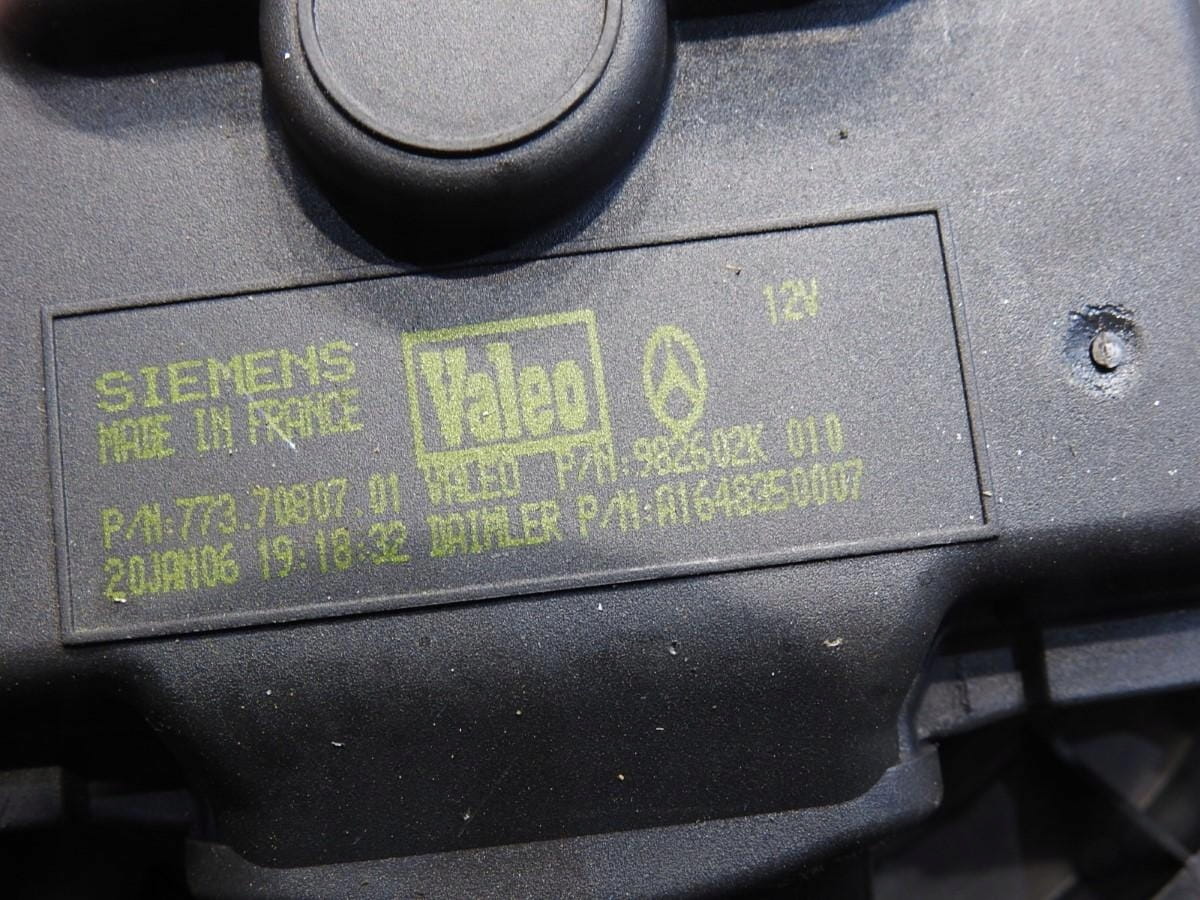 12V
SIEMENS
MADE IN FRANCE
Valeo
P/N:773.70807.01 VALEO P/N:982602K 010
20JAN06 19:18:32 DAIMLER P/N:A1648350007